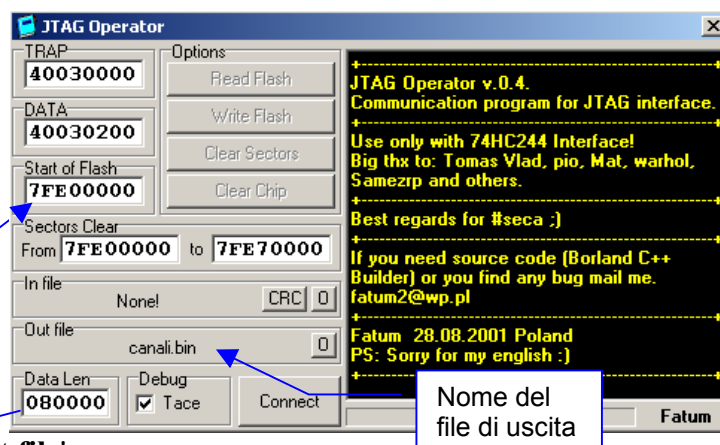 JTAG Operator
TRAP
40030000
DATA
40030200
Start of Flash
7FE00000
Options
Read Flash
Write Flash
Clear Sectors
Clear Chip
Sectors Clear
From 7FE00000 to 7FE70000
In file
None!
CRC O
Out file
canali.bin
O
Data Len
080000
Debug
Tace
Connect
JTAG Operator v.0.4.
Communication program for JTAG interface.
Use only with 74HC244 Interface!
Big thx to: Tomas Vlad, pio, Mat, warhol,
Samezrp and others.
Best regards for #seca ;)
If you need source code (Borland C++
Builder) or you find any bug mail me.
fatum2@wp.pl
Fatum 28.08.2001 Poland
PS: Sorry for my english :)
Nome del
file di uscita
Fatum